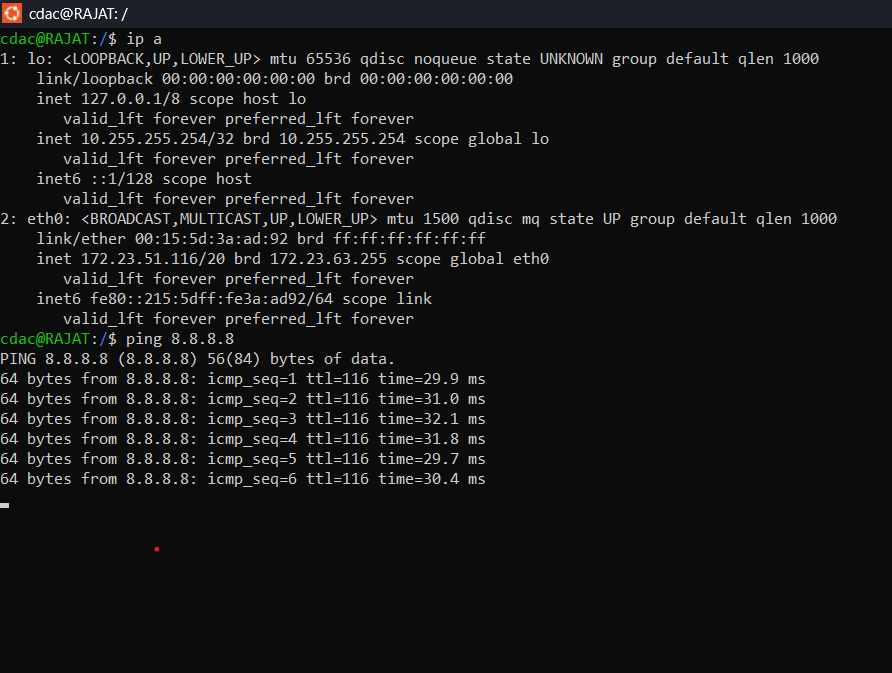 cdac@RAJAT: /
cdac@RAJAT:/$ ip a
1: lo: <LOOPBACK,UP,LOWER_UP> mtu 65536 qdisc noqueue state UNKNOWN group default qlen 1000
    link/loopback 00:00:00:00:00:00 brd 00:00:00:00:00:00
    inet 127.0.0.1/8 scope host lo
       valid_lft forever preferred_lft forever
    inet 10.255.255.254/32 brd 10.255.255.254 scope global lo
       valid_lft forever preferred_lft forever
    inet6 ::1/128 scope host
       valid_lft forever preferred_lft forever
2: eth0: <BROADCAST,MULTICAST,UP,LOWER_UP> mtu 1500 qdisc mq state UP group default qlen 1000
    link/ether 00:15:5d:3a:ad:92 brd ff:ff:ff:ff:ff:ff
    inet 172.23.51.116/20 brd 172.23.63.255 scope global eth0
       valid_lft forever preferred_lft forever
    inet6 fe80::215:5dff:fe3a:ad92/64 scope link
       valid_lft forever preferred_lft forever
cdac@RAJAT:/$ ping 8.8.8.8
PING 8.8.8.8 (8.8.8.8) 56(84) bytes of data.
64 bytes from 8.8.8.8: icmp_seq=1 ttl=116 time=29.9 ms
64 bytes from 8.8.8.8: icmp_seq=2 ttl=116 time=31.0 ms
64 bytes from 8.8.8.8: icmp_seq=3 ttl=116 time=32.1 ms
64 bytes from 8.8.8.8: icmp_seq=4 ttl=116 time=31.8 ms
64 bytes from 8.8.8.8: icmp_seq=5 ttl=116 time=29.7 ms
64 bytes from 8.8.8.8: icmp_seq=6 ttl=116 time=30.4 ms